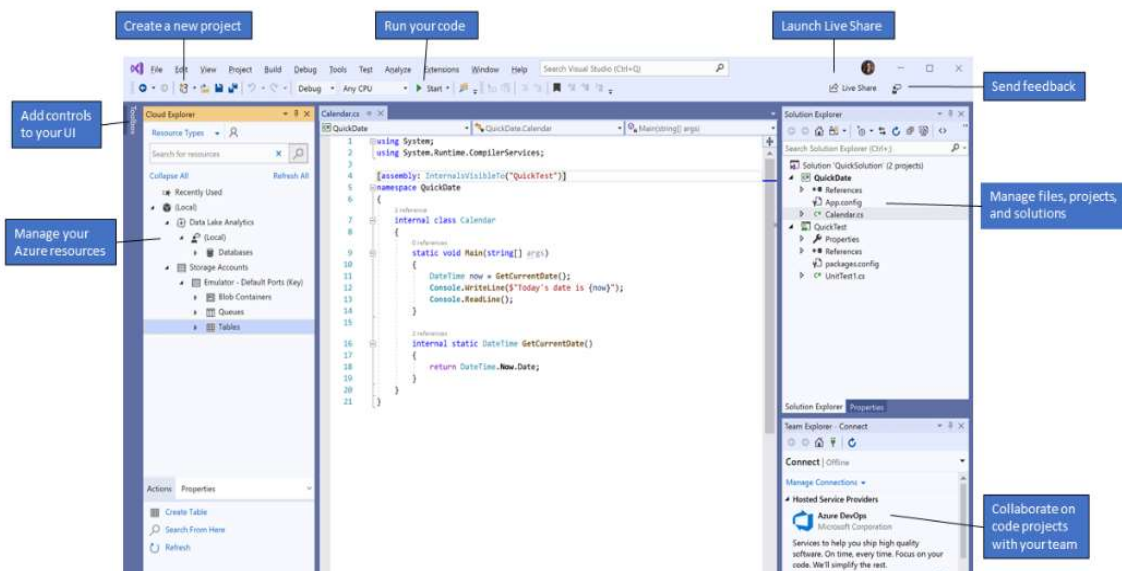 Create a new project
Run your code
Launch Live Share
File Edit View Project Build Debug Tools Test Analyze Extensions Window Help Search Visual Studio (Ctrl+Q)
Debug Any CPU Start Live Share
Send feedback
Add controls
to your UI
Toolbox
Cloud Explorer
Resource Types
Search for resources
Collapse All Refresh All
Recently Used
(Local)
Data Lake Analytics
(Local)
Databases
Storage Accounts
Emulator - Default Ports (Key)
Blob Containers
Queues
Tables
Manage your
Azure resources
Actions Properties
Create Table
Search From Here
Refresh
Calendar.cs
QuickDate QuickDate.Calendar Main(string[] args)
1 using System;
2 using System.Runtime.CompilerServices;
3
4 [assembly: InternalsVisibleTo("QuickTest")]
5 namespace QuickDate
6 {
7 internal class Calendar
8 {
0 references
9 static void Main(string[] args)
10 {
11 DateTime now = GetCurrentDate();
12 Console.WriteLine($"Today's date is {now}");
13 Console.ReadLine();
14 }
15
16 internal static DateTime GetCurrentDate()
17 {
18 return DateTime.Now.Date;
19 }
20 }
21 }
Solution Explorer
Search Solution Explorer (Ctrl+;)
Solution 'QuickSolution' (2 projects)
QuickDate
References
App.config
Calendar.cs
QuickTest
Properties
References
packages.config
UnitTest1.cs
Manage files, projects,
and solutions
Solution Explorer Properties
Team Explorer - Connect
Connect | Offline
Manage Connections
Hosted Service Providers
Azure DevOps
Microsoft Corporation
Services to help you ship high quality
software. On time, every time. Focus on your
code. We'll simplify the rest.
Collaborate on
code projects
with your team